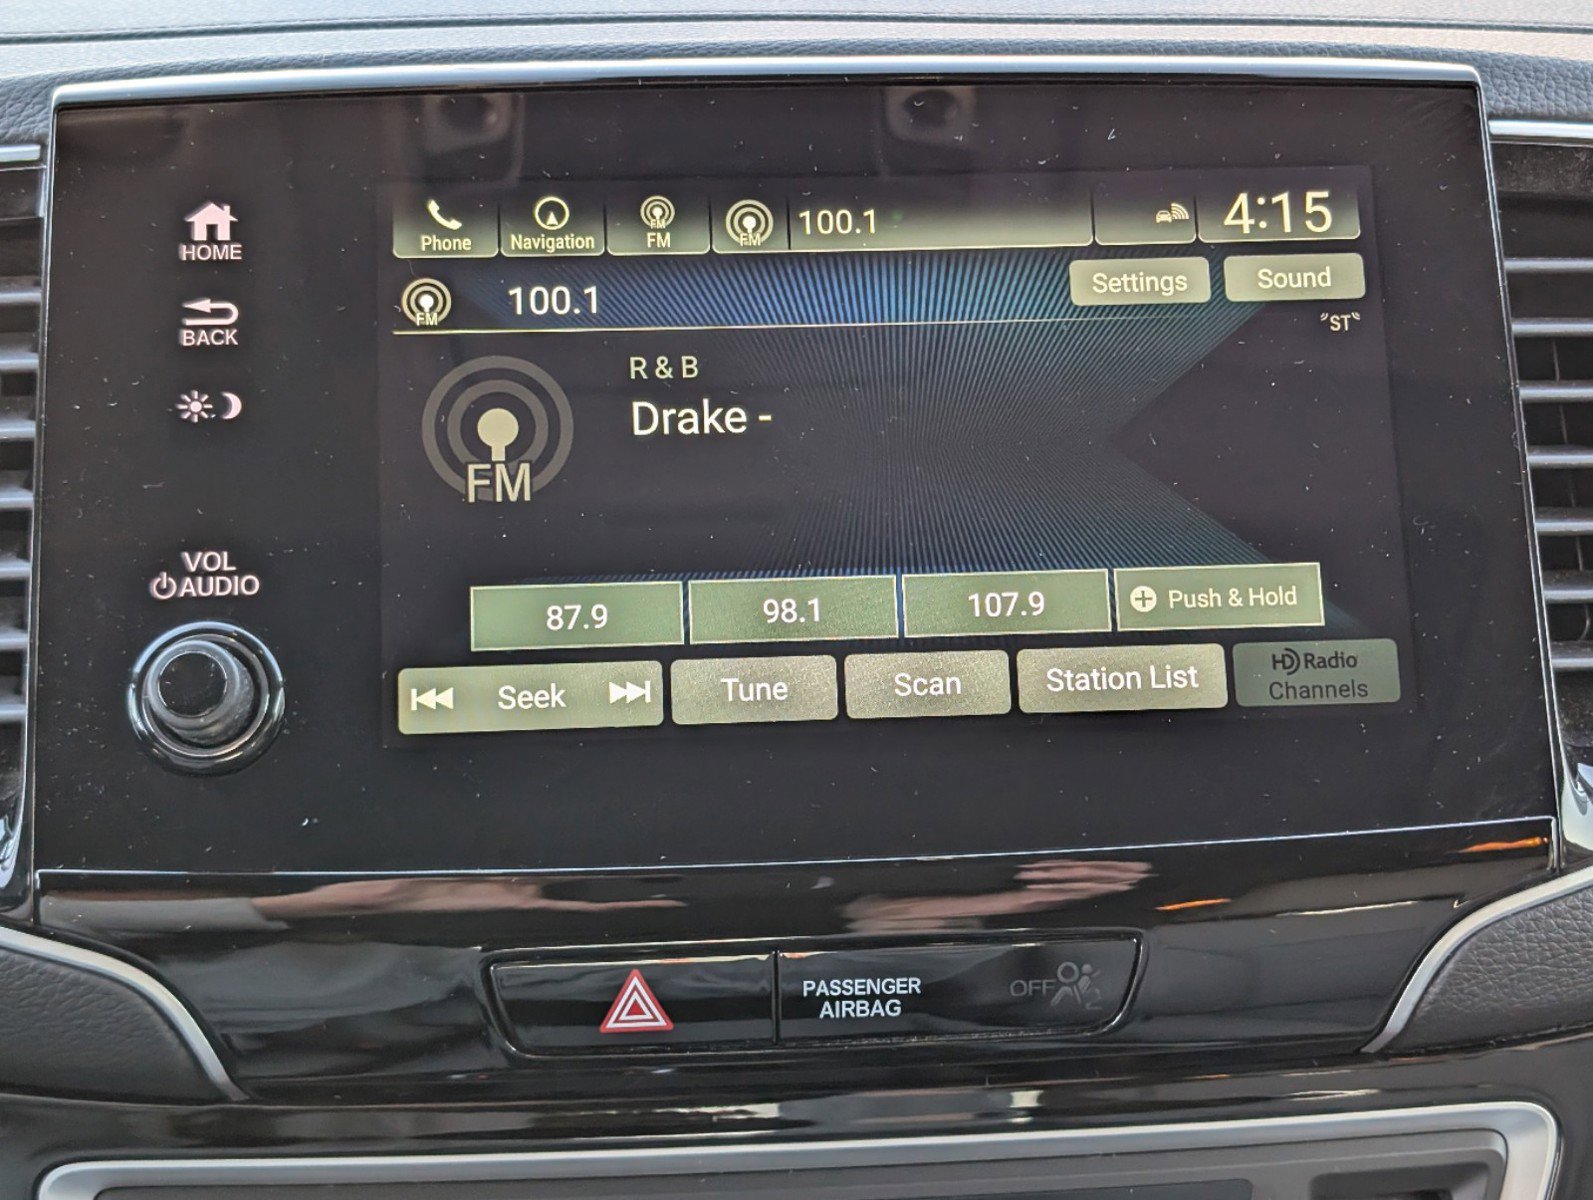 HOME
BACK
VOL
AUDIO
Phone
Navigation
FM
FM
FM
100.1
4:15
FM
100.1
Settings
Sound
"ST"
R & B
Drake -
FM
87.9
98.1
107.9
Push & Hold
Seek
Tune
Scan
Station List
HD Radio
Channels
PASSENGER
AIRBAG
OFF
2